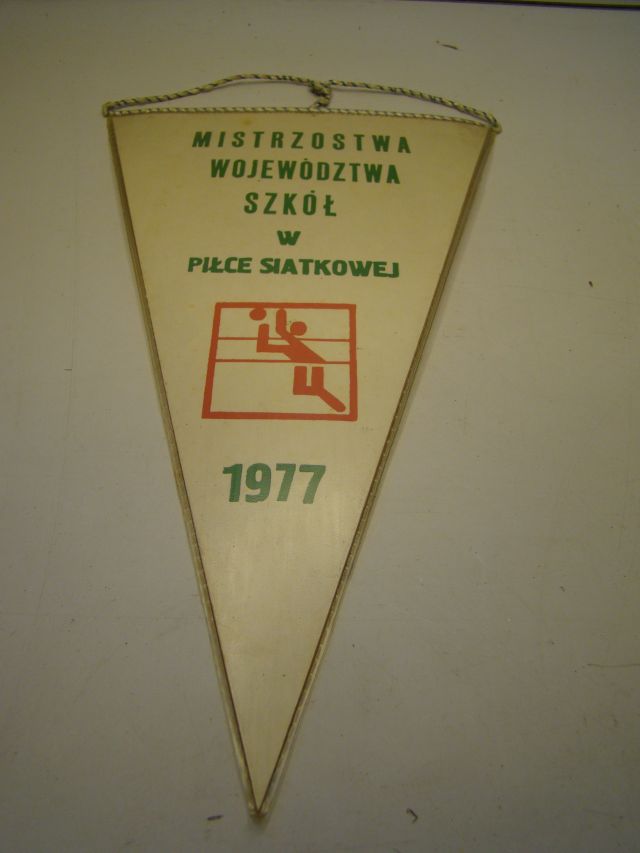 MISTRZOSTWA
WOJEWÓDZTWA
SZKÓŁ
W
PIŁCE SIATKOWEJ
1977